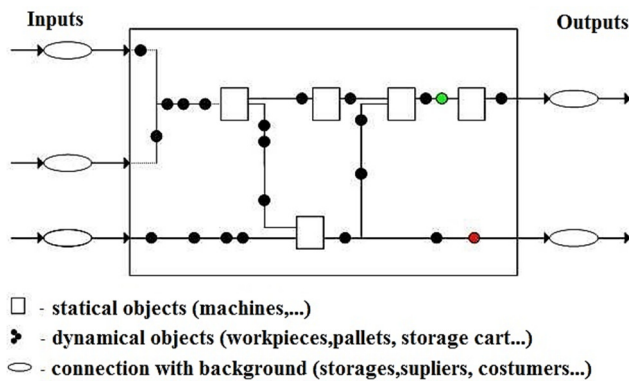 Inputs
Outputs
- statical objects (machines,...)
- dynamical objects (workpieces,pallets, storage cart...)
- connection with background (storages,supliers, costumers...)